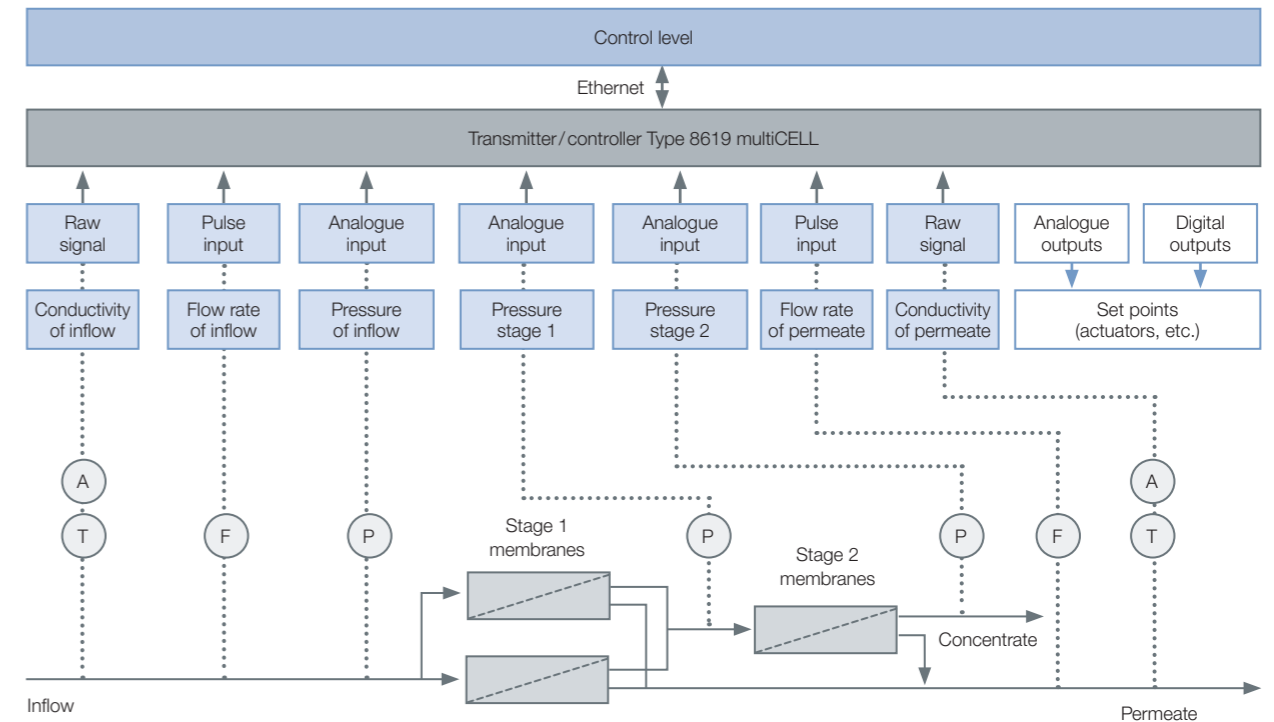 Control level
Ethernet
Transmitter/controller Type 8619 multiCELL
Raw
signal
Pulse
input
Analogue
input
Analogue
input
Analogue
input
Pulse
input
Raw
signal
Analogue
outputs
Digital
outputs
Conductivity
of inflow
Flow rate
of inflow
Pressure
of inflow
Pressure
stage 1
Pressure
stage 2
Flow rate
of permeate
Conductivity
of permeate
Set points
(actuators, etc.)
A
A
T
F
P
P
P
F
T
Stage 1
membranes
Stage 2
membranes
Concentrate
Inflow
Permeate